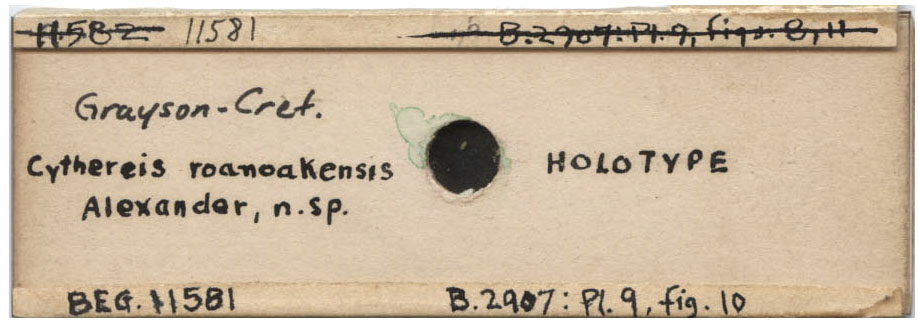 11582 11581 B.2907: Pl. 9, figs. 8, 11
Grayson-Cret.
Cythereis roanoakensis HOLOTYPE
Alexander, n. sp.
BEG. 11581 B.2907: Pl. 9, fig. 10